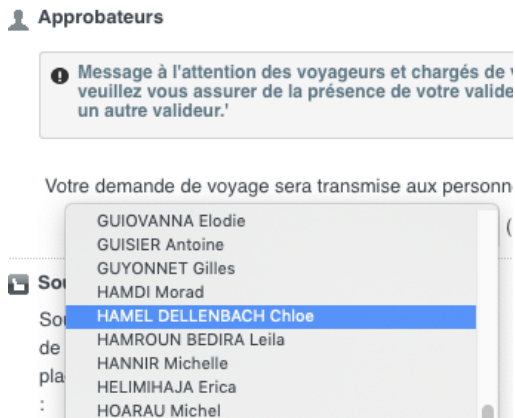 Approbateurs
Message à l'attention des voyageurs et chargés de
veuillez vous assurer de la présence de votre valide
un autre valideur.'
Votre demande de voyage sera transmise aux personn
GUIOVANNA Elodie
(
GUISIER Antoine
GUYONNET Gilles
Sou
HAMDI Morad
Sou
HAMEL DELLENBACH Chloe
de
HAMROUN BEDIRA Leila
pla
HANNIR Michelle
:
HELIMIHAJA Erica
HOARAU Michel